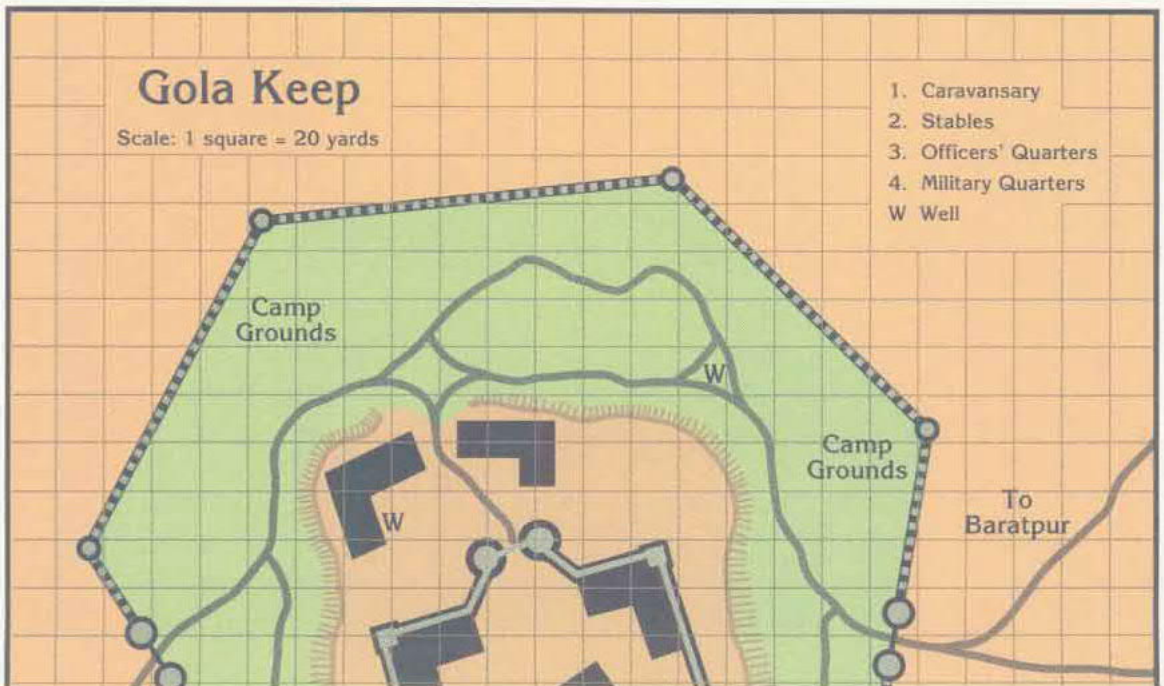 Gola Keep
Scale: 1 square = 20 yards
1. Caravansary
2. Stables
3. Officers' Quarters
4. Military Quarters
W Well
Camp
Grounds
W
Camp
Grounds
To
Baratpur
W